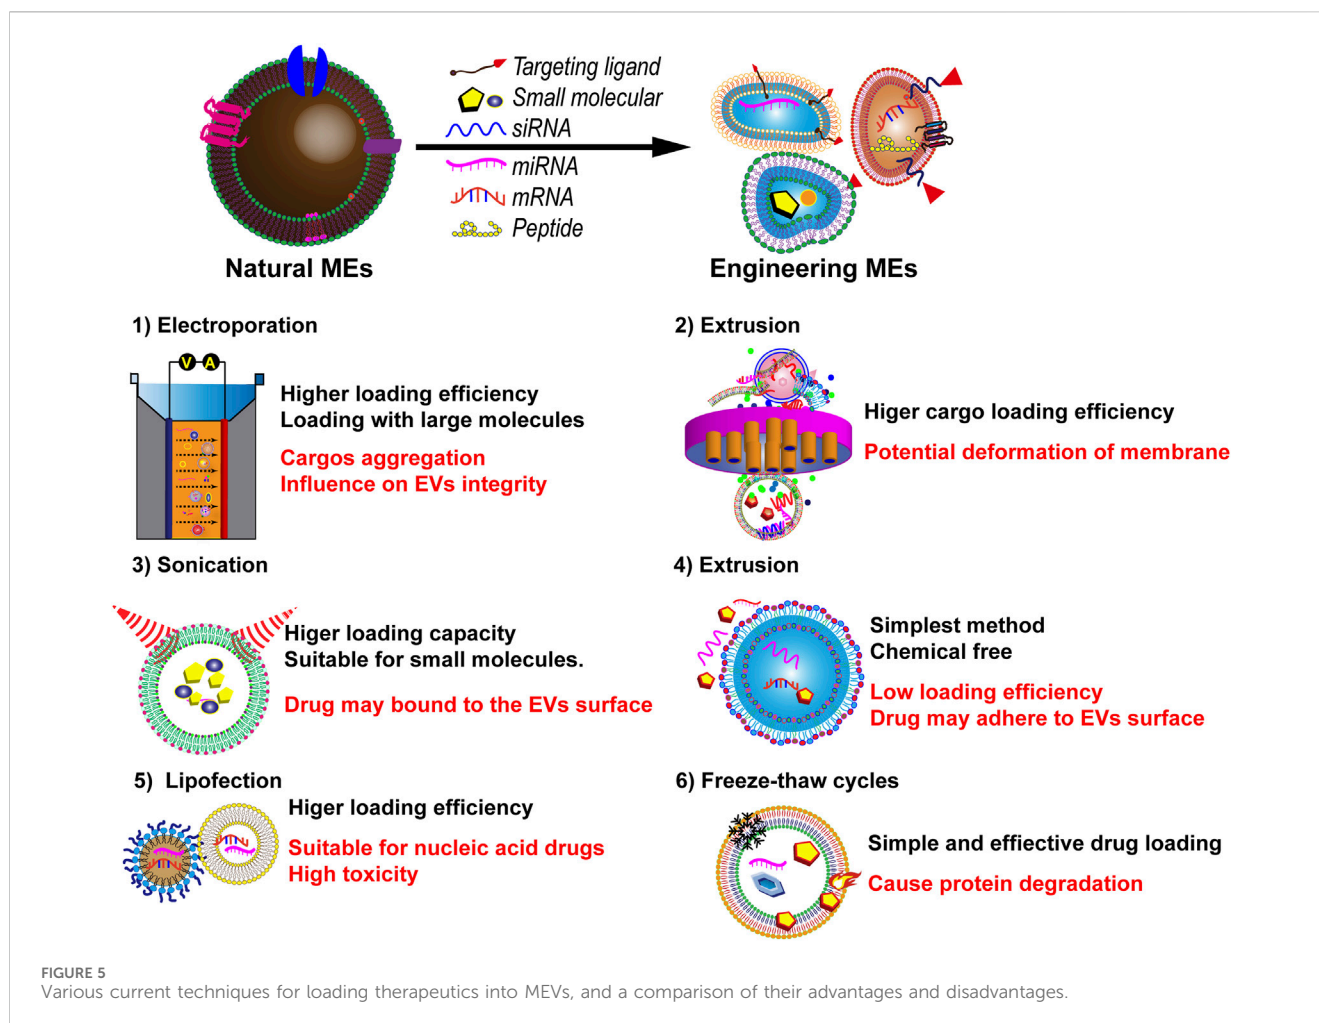 Targeting ligand
Small molecular
siRNA
miRNA
mRNA
Peptide
Natural MEs
Engineering MEs
1) Electroporation
V A
Higher loading efficiency
Loading with large molecules
Cargos aggregation
Influence on EVs integrity
2) Extrusion
Higer cargo loading efficiency
Potential deformation of membrane
3) Sonication
Higer loading capacity
Suitable for small molecules.
Drug may bound to the EVs surface
4) Extrusion
Simplest method
Chemical free
Low loading efficiency
Drug may adhere to EVs surface
5) Lipofection
Higer loading efficiency
Suitable for nucleic acid drugs
High toxicity
6) Freeze-thaw cycles
Simple and effiective drug loading
Cause protein degradation
FIGURE 5
Various current techniques for loading therapeutics into MEVs, and a comparison of their advantages and disadvantages.